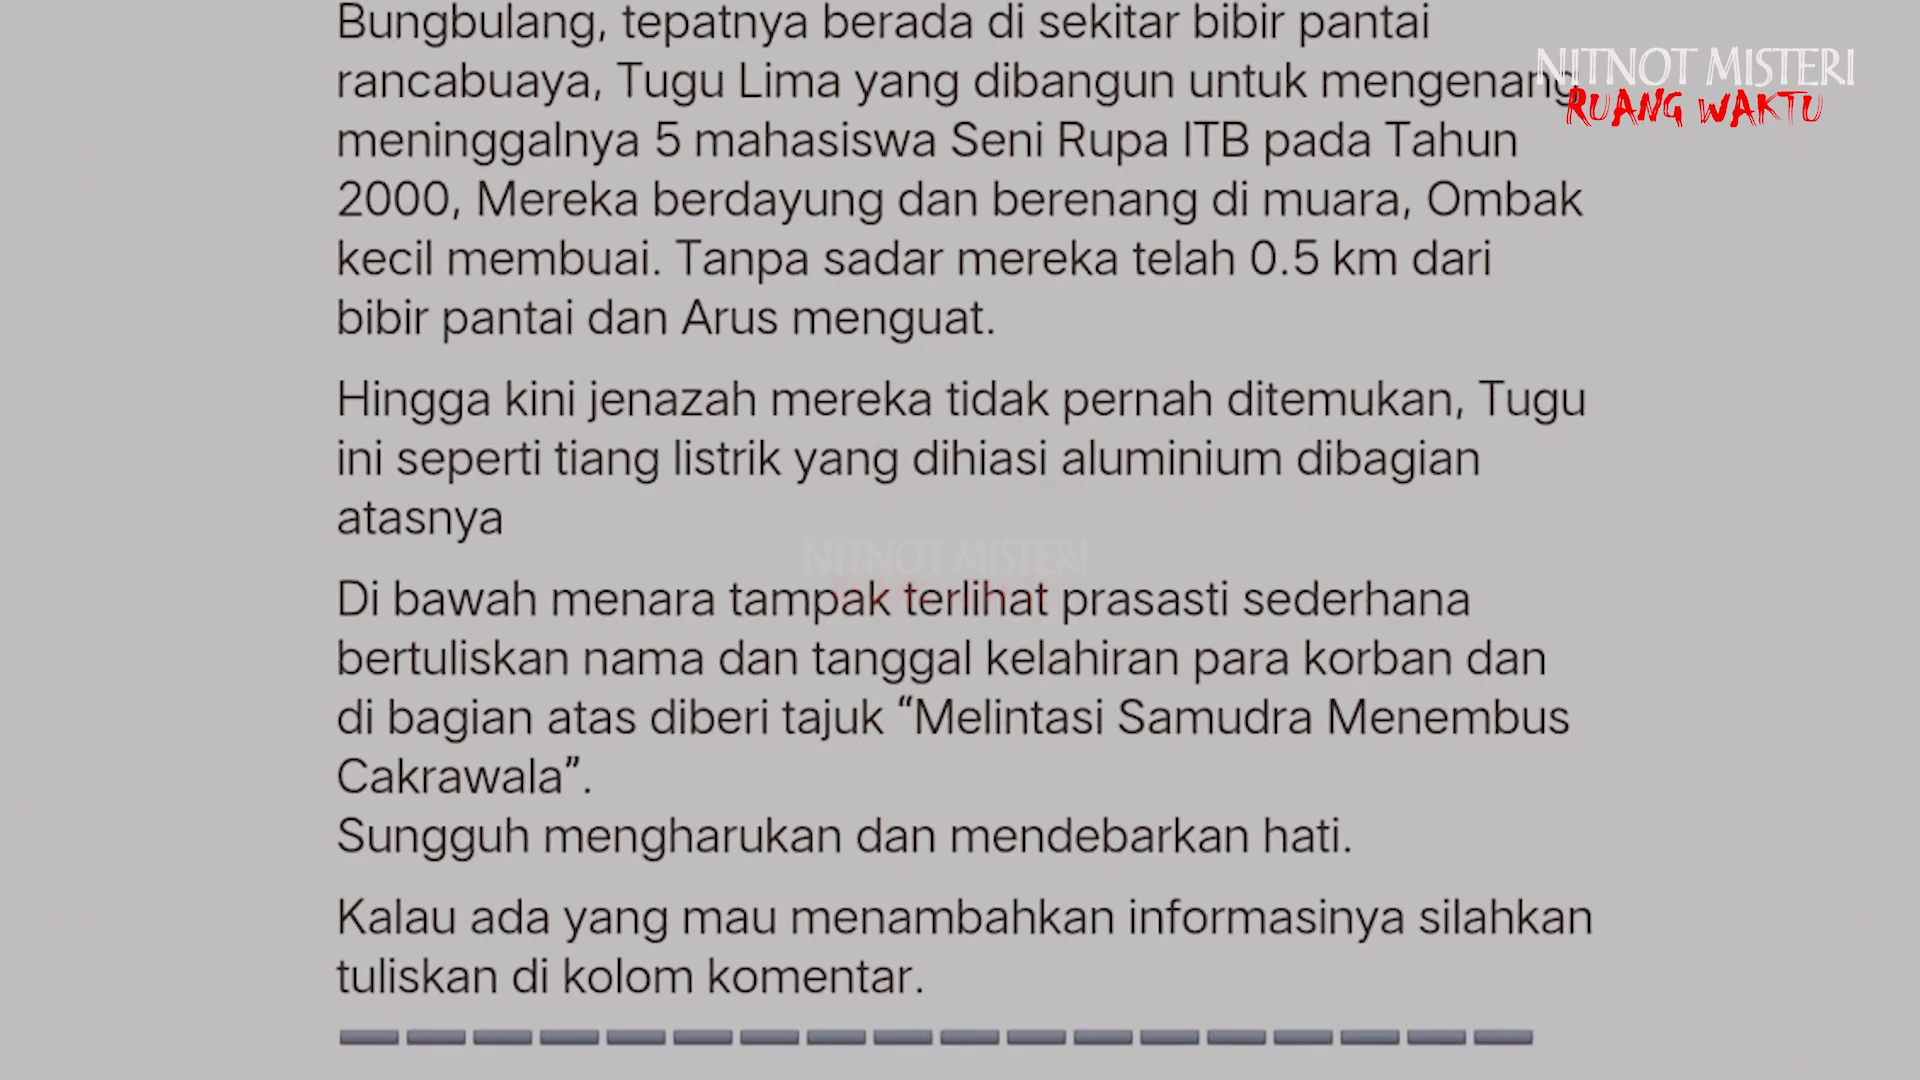 Bungbulang, tepatnya berada di sekitar bibir pantai
NITNOT MISTERI
rancabuaya, Tugu Lima yang dibangun untuk mengenang
RUANG WAKTU
meninggalnya 5 mahasiswa Seni Rupa ITB pada Tahun
2000, Mereka berdayung dan berenang di muara, Ombak
kecil membuai. Tanpa sadar mereka telah 0.5 km dari
bibir pantai dan Arus menguat.
Hingga kini jenazah mereka tidak pernah ditemukan, Tugu
ini seperti tiang listrik yang dihiasi aluminium dibagian
atasnya
NITNOT MISTERI
Di bawah menara tampak terlihat prasasti sederhana
bertuliskan nama dan tanggal kelahiran para korban dan
di bagian atas diberi tajuk “Melintasi Samudra Menembus
Cakrawala”.
Sungguh mengharukan dan mendebarkan hati.
Kalau ada yang mau menambahkan informasinya silahkan
tuliskan di kolom komentar.